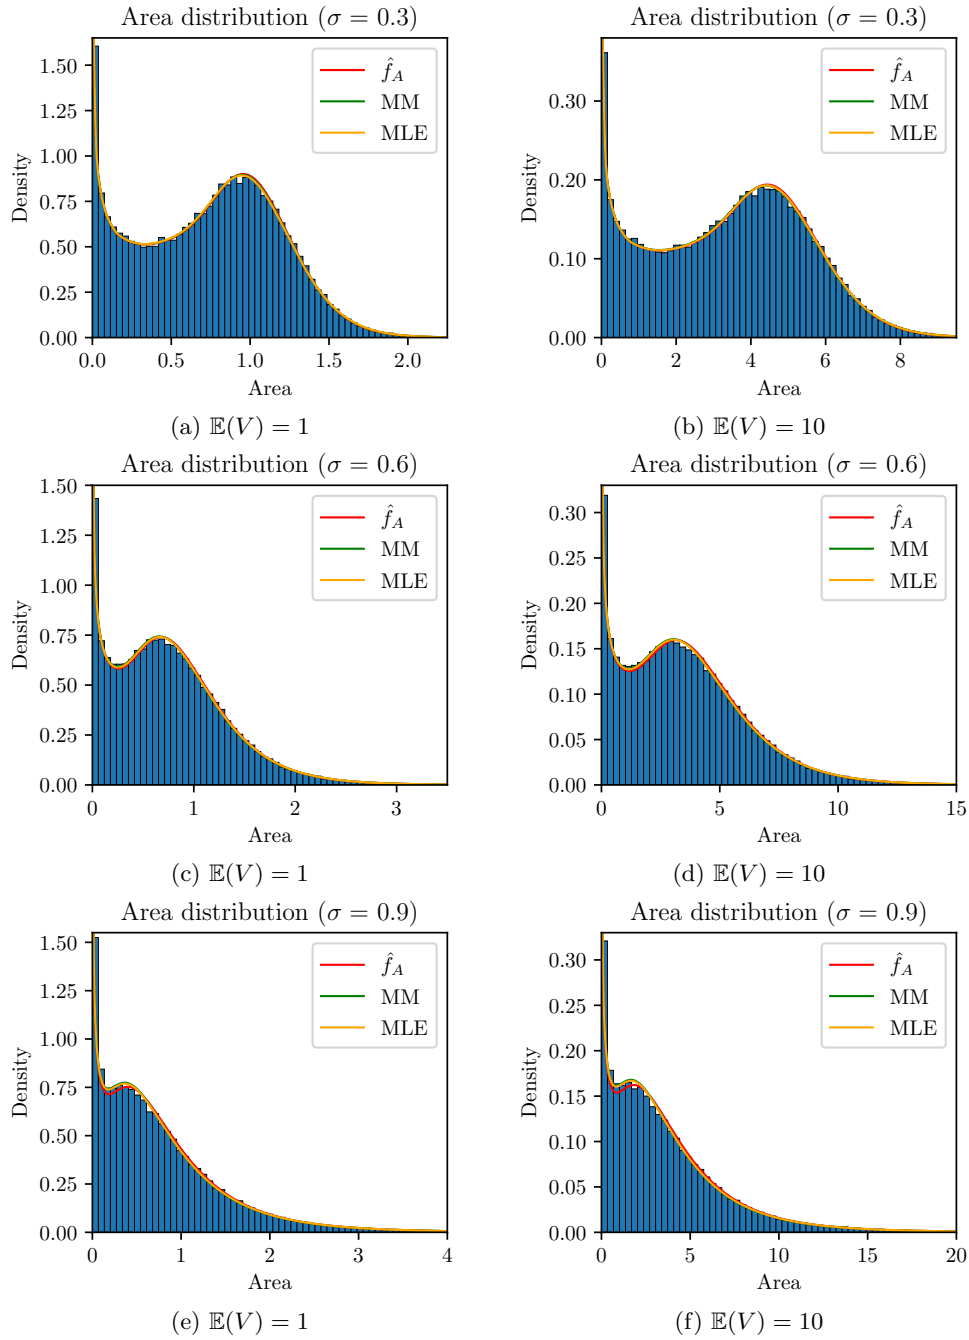 Area distribution (σ = 0.3)
1.50
1.25
1.00
0.75
0.50
0.25
0.00
Density
f̂_A
MM
MLE
0.0 0.5 1.0 1.5 2.0
Area
(a) 𝔼(V) = 1
Area distribution (σ = 0.3)
0.30
0.20
0.10
0.00
Density
f̂_A
MM
MLE
0 2 4 6 8
Area
(b) 𝔼(V) = 10
Area distribution (σ = 0.6)
1.50
1.25
1.00
0.75
0.50
0.25
0.00
Density
f̂_A
MM
MLE
0 1 2 3
Area
(c) 𝔼(V) = 1
Area distribution (σ = 0.6)
0.30
0.25
0.20
0.15
0.10
0.05
0.00
Density
f̂_A
MM
MLE
0 5 10 15
Area
(d) 𝔼(V) = 10
Area distribution (σ = 0.9)
1.50
1.25
1.00
0.75
0.50
0.25
0.00
Density
f̂_A
MM
MLE
0 1 2 3 4
Area
(e) 𝔼(V) = 1
Area distribution (σ = 0.9)
0.30
0.25
0.20
0.15
0.10
0.05
0.00
Density
f̂_A
MM
MLE
0 5 10 15 20
Area
(f) 𝔼(V) = 10